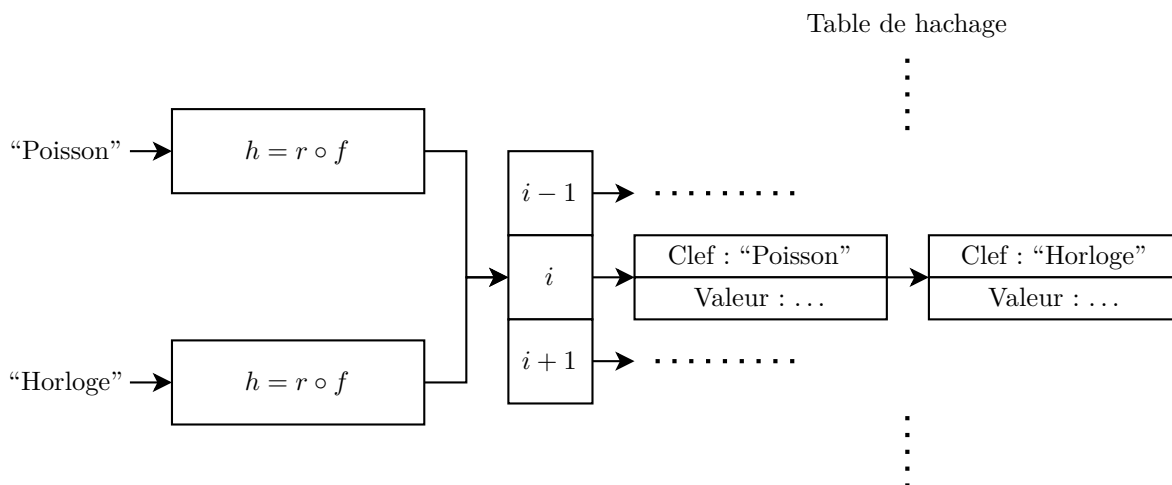 Table de hachage
“Poisson”
h = r ∘ f
i − 1
i
i + 1
Clef : “Poisson”
Valeur : . . .
Clef : “Horloge”
Valeur : . . .
“Horloge”
h = r ∘ f